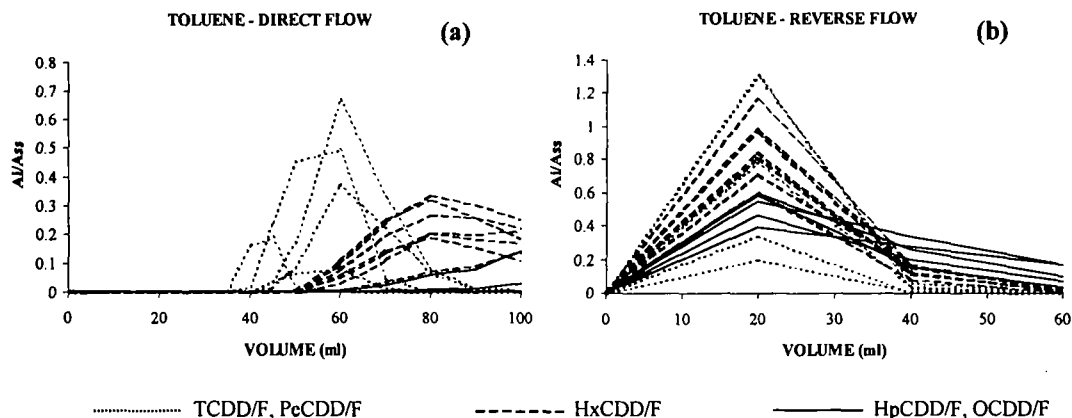 TOLUENE - DIRECT FLOW
(a)
AI/Ass
0.8
0.7
0.6
0.5
0.4
0.3
0.2
0.1
0
0 20 40 60 80 100
VOLUME (ml)
TOLUENE - REVERSE FLOW
(b)
AI/Ass
1.4
1.2
1
0.8
0.6
0.4
0.2
0
0 10 20 30 40 50 60
VOLUME (ml)
TCDD/F, PeCDD/F HxCDD/F HpCDD/F, OCDD/F